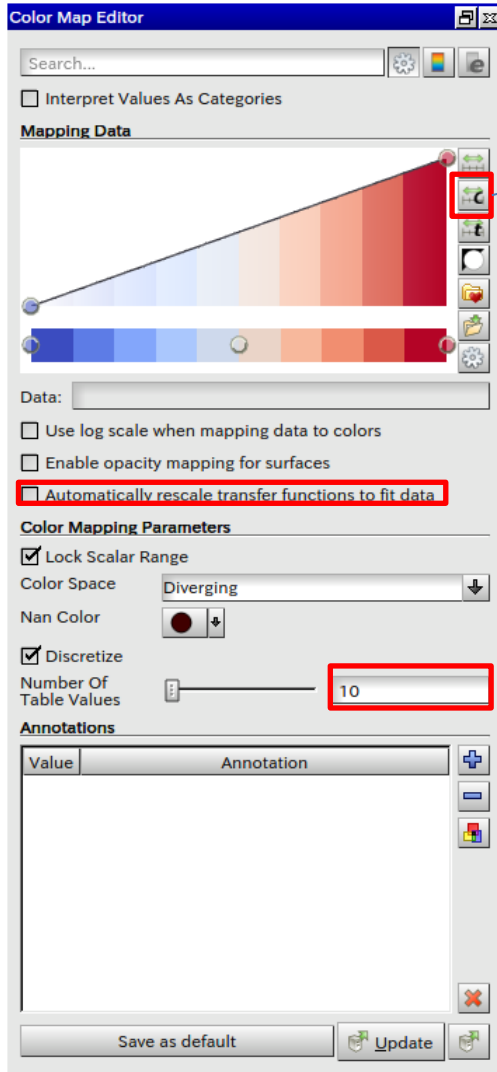 Color Map Editor
Search...
Interpret Values As Categories
Mapping Data
Data:
Use log scale when mapping data to colors
Enable opacity mapping for surfaces
Automatically rescale transfer functions to fit data
Color Mapping Parameters
Lock Scalar Range
Color Space Diverging
Nan Color
Discretize
Number Of
Table Values 10
Annotations
Value Annotation
Save as default Update